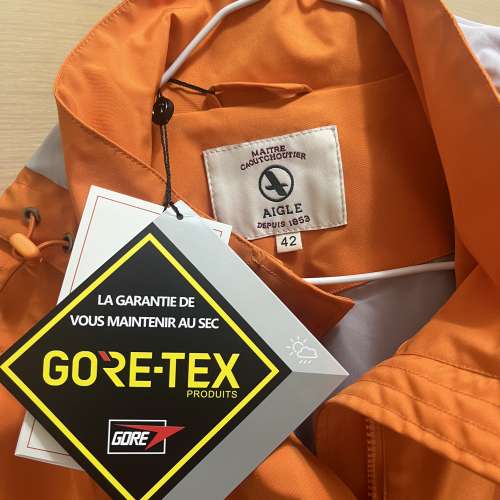 MAITRE
CAOUTCHOUTIER
AIGLE
DEPUIS 1853
42
LA GARANTIE DE
VOUS MAINTENIR AU SEC
GORE-TEX
PRODUITS
GORE